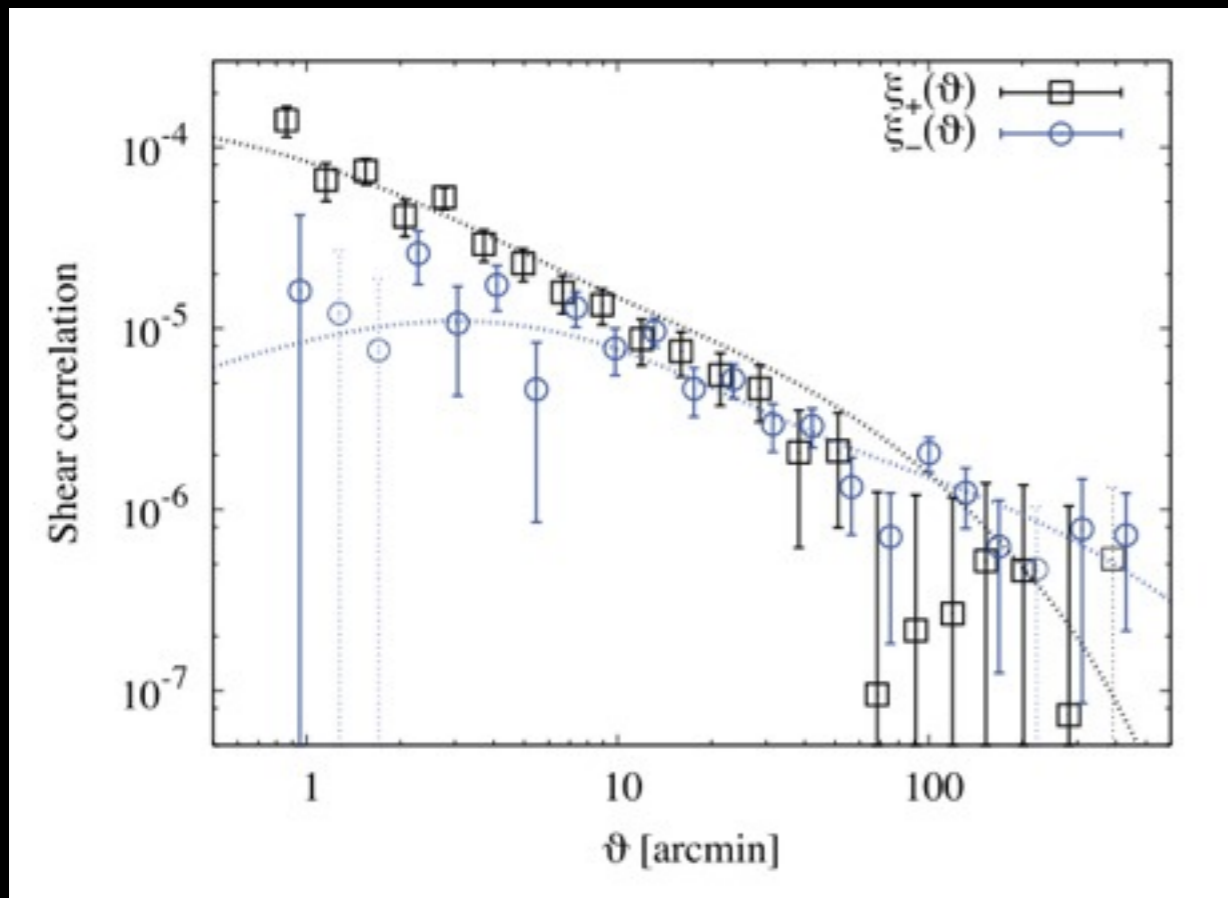 ξ₊(ϑ)
ξ₋(ϑ)
Shear correlation
10⁻⁴
10⁻⁵
10⁻⁶
10⁻⁷
1 10 100
ϑ [arcmin]